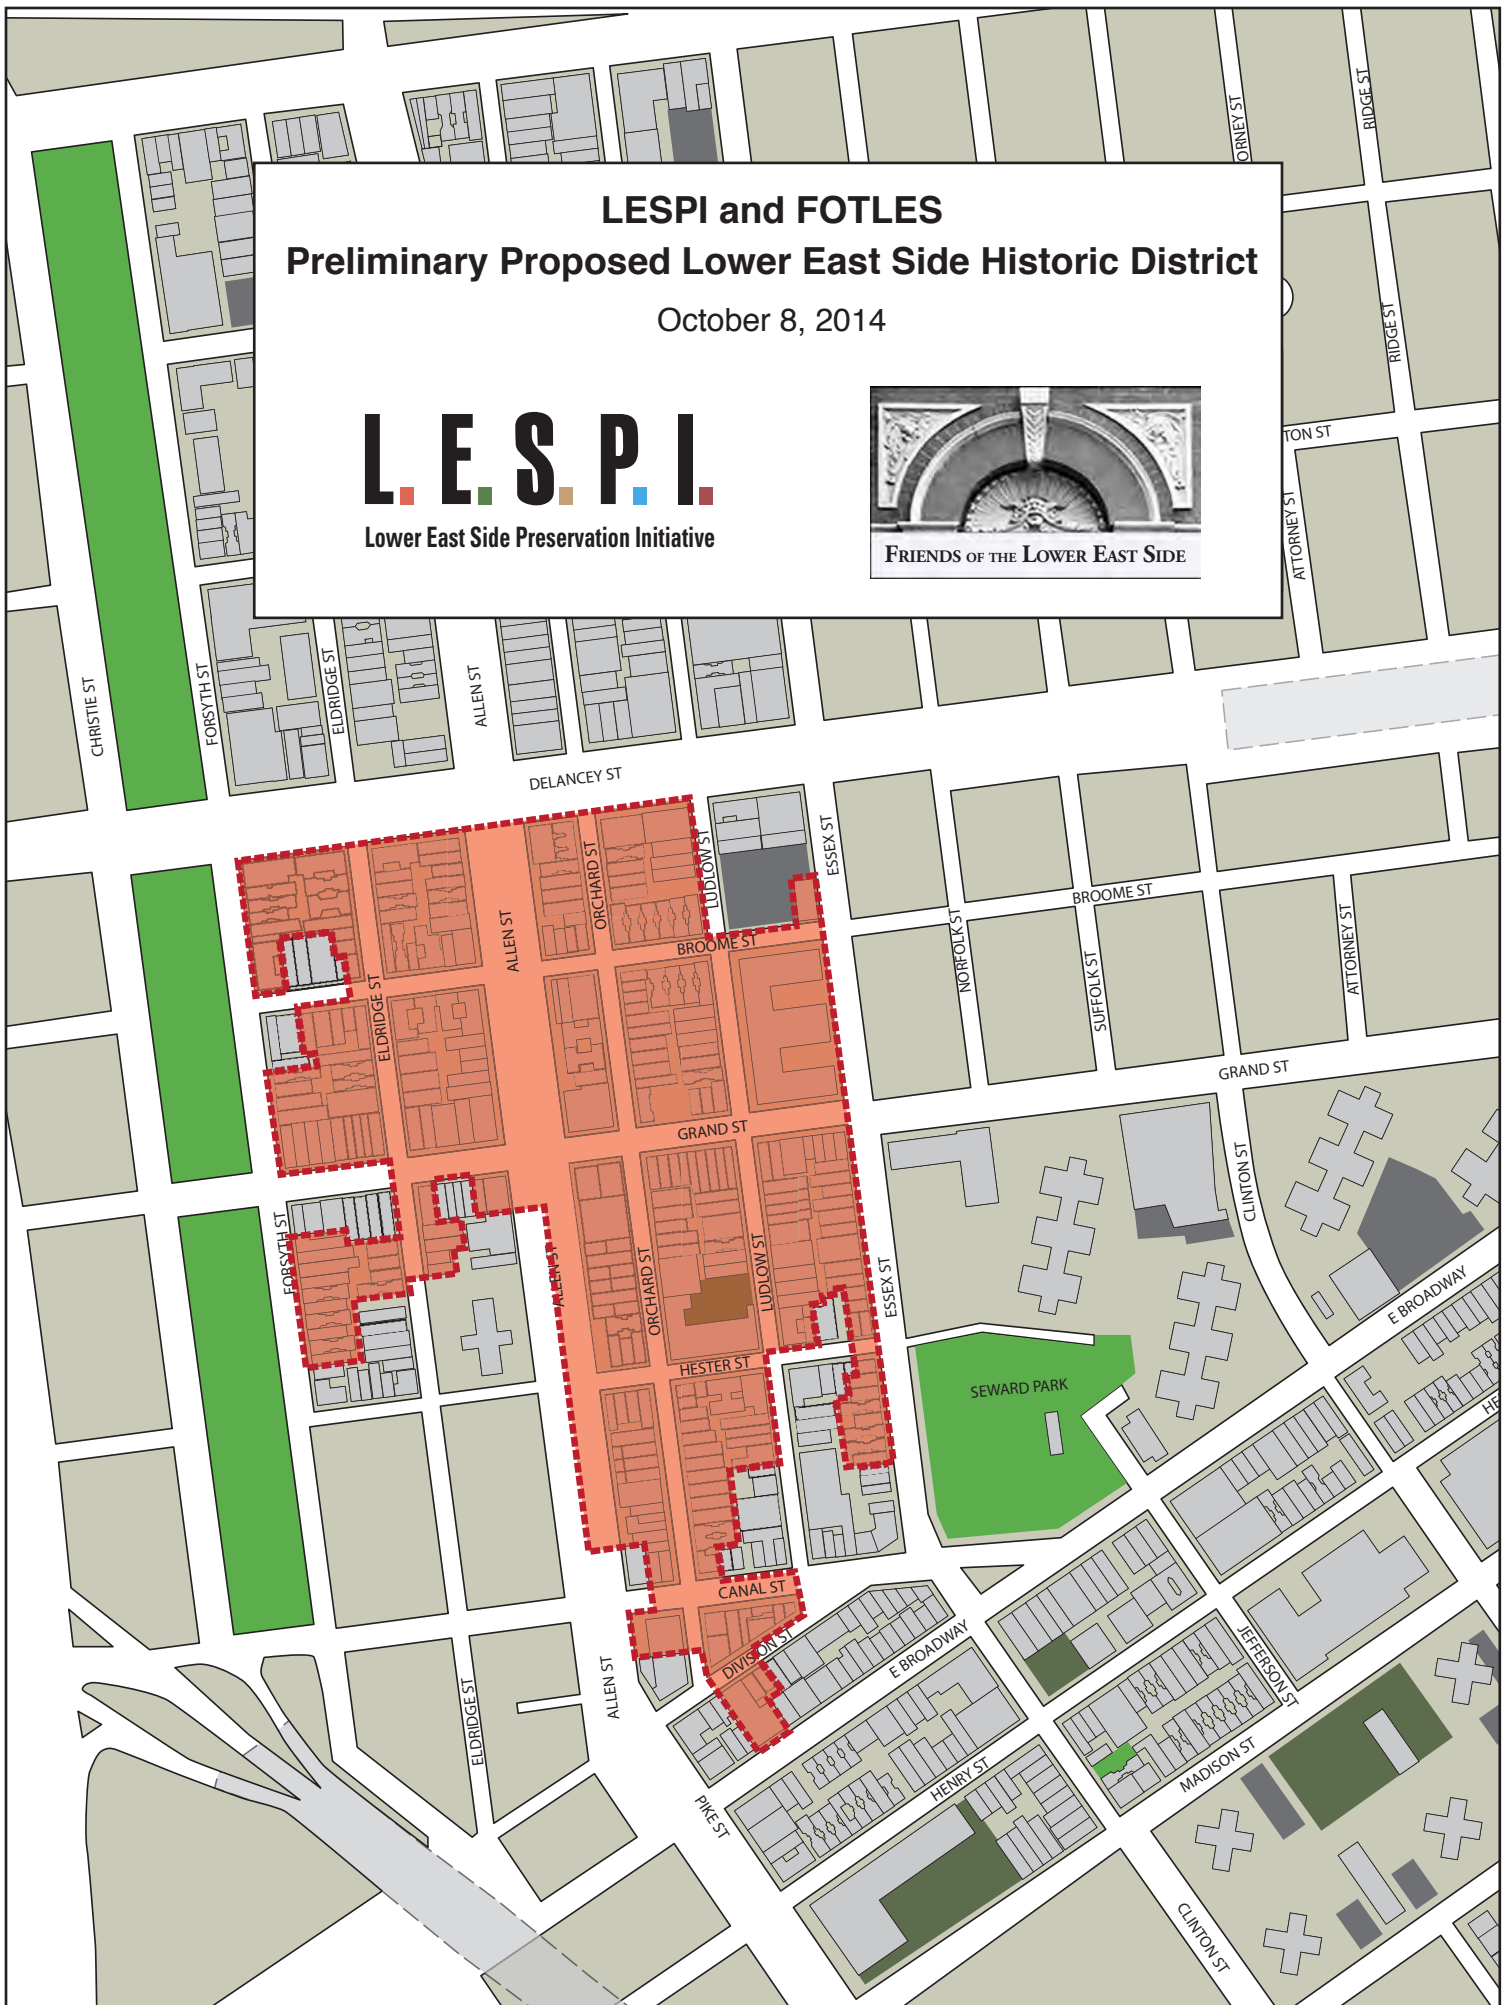 LESPI and FOTLES
Preliminary Proposed Lower East Side Historic District
October 8, 2014
L.E.S.P.I.
Lower East Side Preservation Initiative
FRIENDS OF THE LOWER EAST SIDE
ORNEY ST
RIDGE ST
RIDGE ST
TON ST
ATTORNEY ST
CHRISTIE ST
FORSYTH ST
ELDRIDGE ST
ALLEN ST
DELANCEY ST
LUDLOW ST
ESSEX ST
ORCHARD ST
ALLEN ST
BROOME ST
BROOME ST
NORFOLK ST
SUFFOLK ST
ATTORNEY ST
ELDRIDGE ST
GRAND ST
GRAND ST
CLINTON ST
FORSYTH ST
ALLEN ST
ORCHARD ST
LUDLOW ST
ESSEX ST
E BROADWAY
HESTER ST
SEWARD PARK
HE
CANAL ST
DIVISION ST
E BROADWAY
JEFFERSON ST
ELDRIDGE ST
ALLEN ST
PIKE ST
HENRY ST
MADISON ST
CLINTON ST